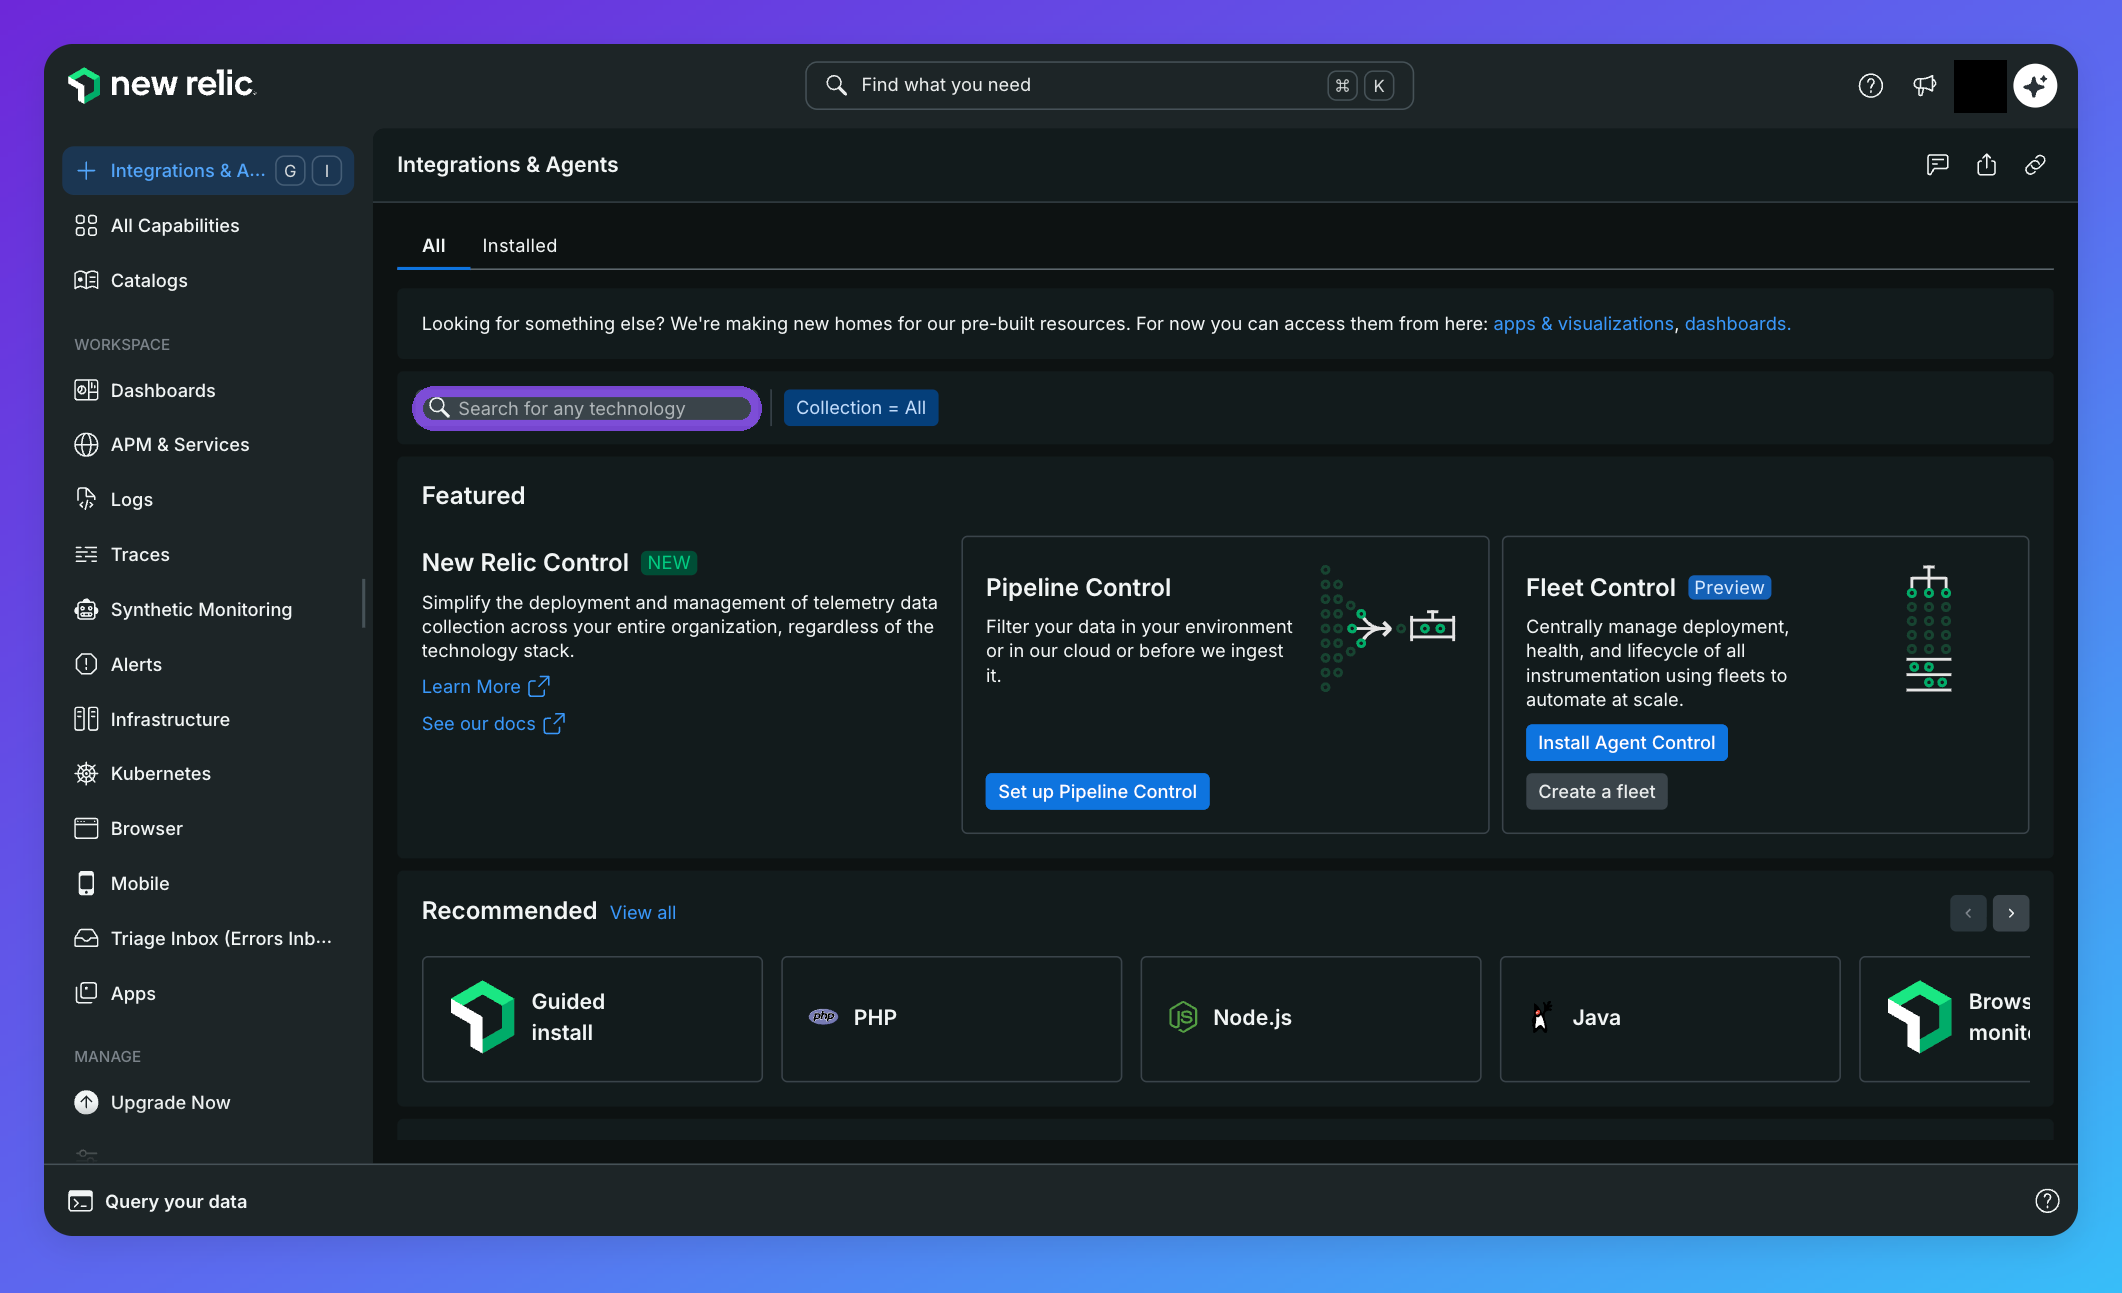 new relic
Find what you need
⌘ K
Integrations & A... G I
All Capabilities
Catalogs
WORKSPACE
Dashboards
APM & Services
Logs
Traces
Synthetic Monitoring
Alerts
Infrastructure
Kubernetes
Browser
Mobile
Triage Inbox (Errors Inb...
Apps
MANAGE
Upgrade Now
Integrations & Agents
All Installed
Looking for something else? We're making new homes for our pre-built resources. For now you can access them from here: apps & visualizations, dashboards.
Search for any technology
Collection = All
Featured
New Relic Control NEW
Simplify the deployment and management of telemetry data
collection across your entire organization, regardless of the
technology stack.
Learn More
See our docs
Pipeline Control
Filter your data in your environment
or in our cloud or before we ingest
it.
Set up Pipeline Control
Fleet Control Preview
Centrally manage deployment,
health, and lifecycle of all
instrumentation using fleets to
automate at scale.
Install Agent Control
Create a fleet
Recommended View all
Guided
install
php PHP
JS Node.js
Java
Brows
monit
Query your data